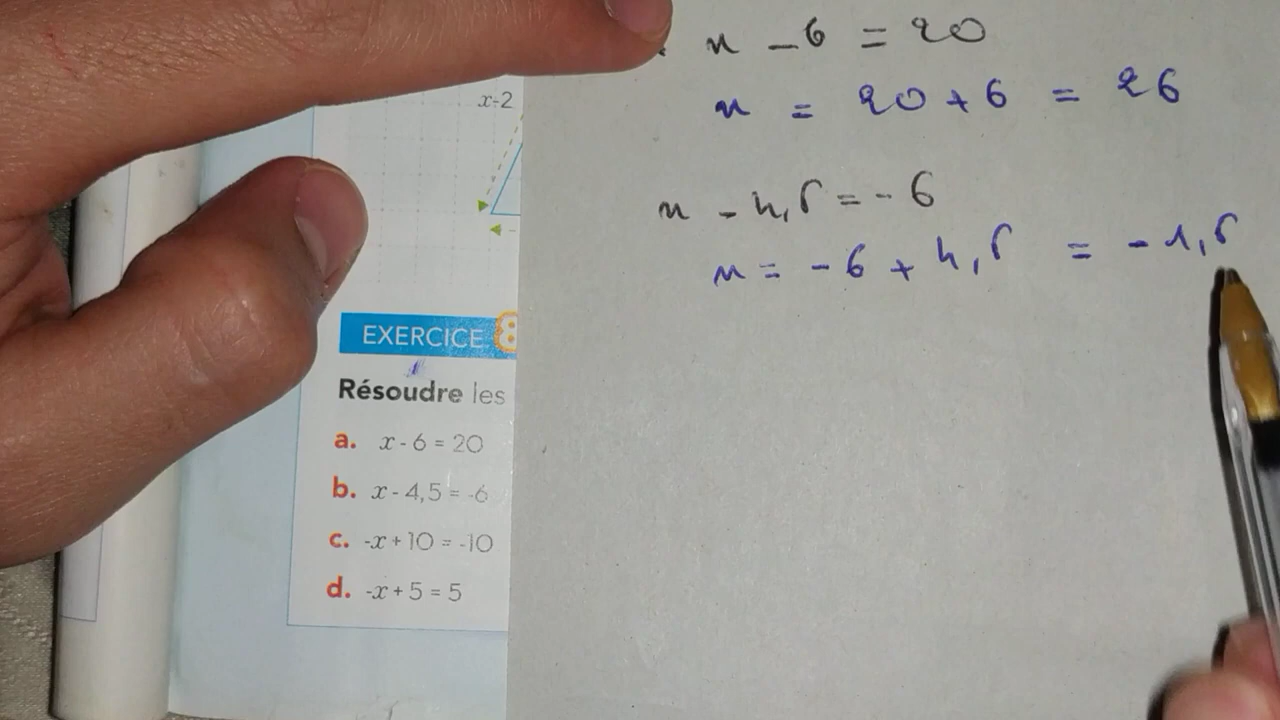 x-2
EXERCICE 8
Résoudre les
a. x - 6 = 20
b. x - 4,5 = -6
c. -x + 10 = -10
d. -x + 5 = 5
x - 6 = 20
x = 20 + 6 = 26
x - 4,5 = -6
x = -6 + 4,5 = -1,5